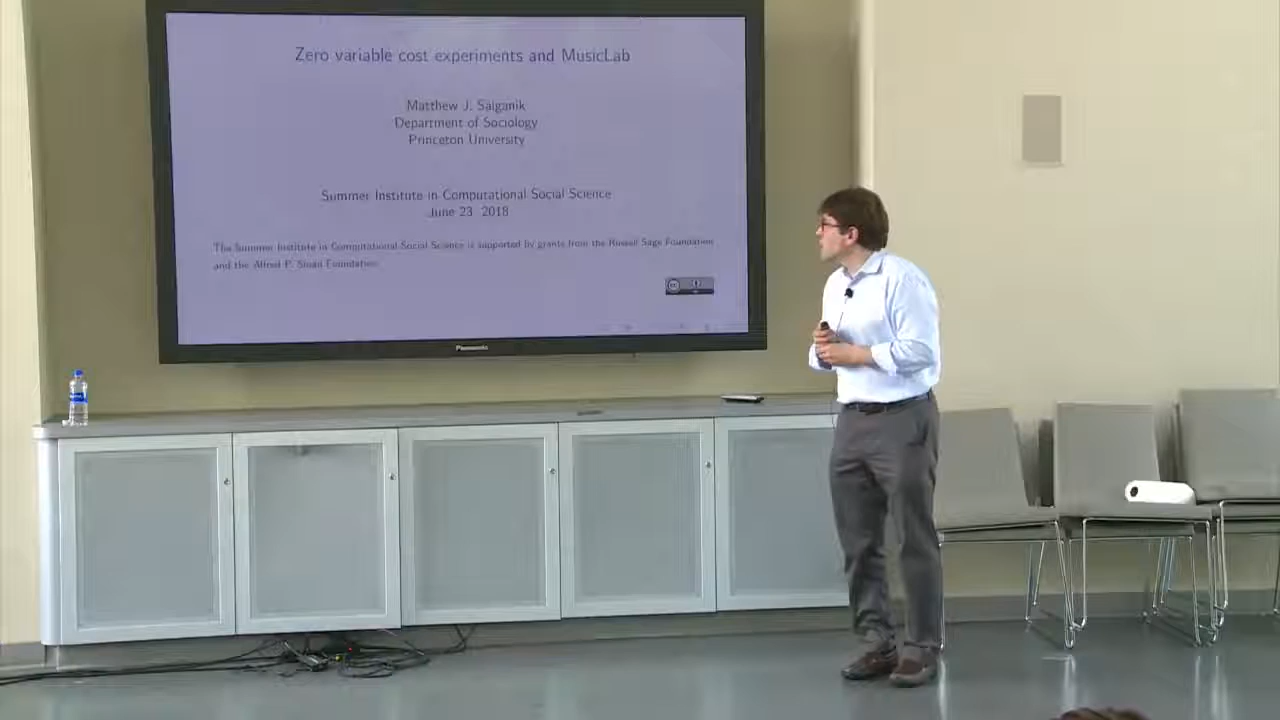 Zero variable cost experiments and MusicLab
Matthew J. Salganik
Department of Sociology
Princeton University
Summer Institute in Computational Social Science
June 23, 2018
The Summer Institute in Computational Social Science is supported by grants from the Russell Sage Foundation
and the Alfred P. Sloan Foundation.
cc
Panasonic